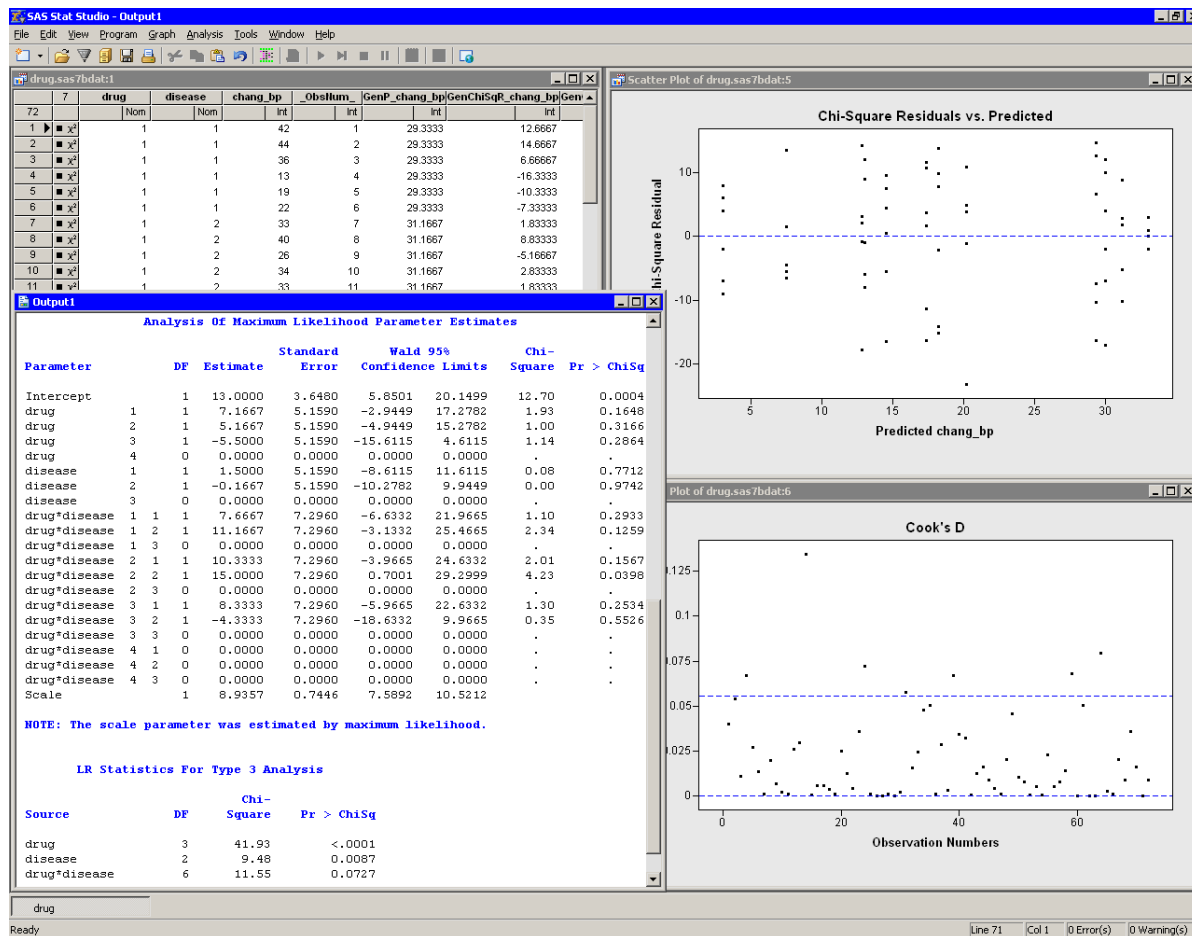 SAS Stat Studio - Output1
File Edit View Program Graph Analysis Tools Window Help
drug.sas7bdat:1
7 drug disease chang_bp _ObsNum_ GenP_chang_bp GenChiSqR_chang_bp Gen
72 Nom Nom Int Int Int Int
1 χ² 1 1 42 1 29.3333 12.6667
2 χ² 1 1 44 2 29.3333 14.6667
3 χ² 1 1 36 3 29.3333 6.66667
4 χ² 1 1 13 4 29.3333 -16.3333
5 χ² 1 1 19 5 29.3333 -10.3333
6 χ² 1 1 22 6 29.3333 -7.33333
7 χ² 1 2 33 7 31.1667 1.83333
8 χ² 1 2 40 8 31.1667 8.83333
9 χ² 1 2 26 9 31.1667 -5.16667
10 χ² 1 2 34 10 31.1667 2.83333
11 χ² 1 2 33 11 31.1667 1.83333
Output1
Analysis Of Maximum Likelihood Parameter Estimates
Standard Wald 95% Chi-
Parameter DF Estimate Error Confidence Limits Square Pr > ChiSq
Intercept 1 13.0000 3.6480 5.8501 20.1499 12.70 0.0004
drug 1 1 7.1667 5.1590 -2.9449 17.2782 1.93 0.1648
drug 2 1 5.1667 5.1590 -4.9449 15.2782 1.00 0.3166
drug 3 1 -5.5000 5.1590 -15.6115 4.6115 1.14 0.2864
drug 4 0 0.0000 0.0000 0.0000 0.0000 . .
disease 1 1 1.5000 5.1590 -8.6115 11.6115 0.08 0.7712
disease 2 1 -0.1667 5.1590 -10.2782 9.9449 0.00 0.9742
disease 3 0 0.0000 0.0000 0.0000 0.0000 . .
drug*disease 1 1 1 7.6667 7.2960 -6.6332 21.9665 1.10 0.2933
drug*disease 1 2 1 11.1667 7.2960 -3.1332 25.4665 2.34 0.1259
drug*disease 1 3 0 0.0000 0.0000 0.0000 0.0000 . .
drug*disease 2 1 1 10.3333 7.2960 -3.9665 24.6332 2.01 0.1567
drug*disease 2 2 1 15.0000 7.2960 0.7001 29.2999 4.23 0.0398
drug*disease 2 3 0 0.0000 0.0000 0.0000 0.0000 . .
drug*disease 3 1 1 8.3333 7.2960 -5.9665 22.6332 1.30 0.2534
drug*disease 3 2 1 -4.3333 7.2960 -18.6332 9.9665 0.35 0.5526
drug*disease 3 3 0 0.0000 0.0000 0.0000 0.0000 . .
drug*disease 4 1 0 0.0000 0.0000 0.0000 0.0000 . .
drug*disease 4 2 0 0.0000 0.0000 0.0000 0.0000 . .
drug*disease 4 3 0 0.0000 0.0000 0.0000 0.0000 . .
Scale 1 8.9357 0.7446 7.5892 10.5212
NOTE: The scale parameter was estimated by maximum likelihood.
LR Statistics For Type 3 Analysis
Chi-
Source DF Square Pr > ChiSq
drug 3 41.93 <.0001
disease 2 9.48 0.0087
drug*disease 6 11.55 0.0727
Scatter Plot of drug.sas7bdat:5
Chi-Square Residuals vs. Predicted
hi-Square Residual
10
0
-10
-20
5 10 15 20 25 30
Predicted chang_bp
Plot of drug.sas7bdat:6
Cook's D
0.125
0.1
0.075
0.05
0.025
0
0 20 40 60
Observation Numbers
drug
Ready Line 71 Col 1 0 Error(s) 0 Warning(s)